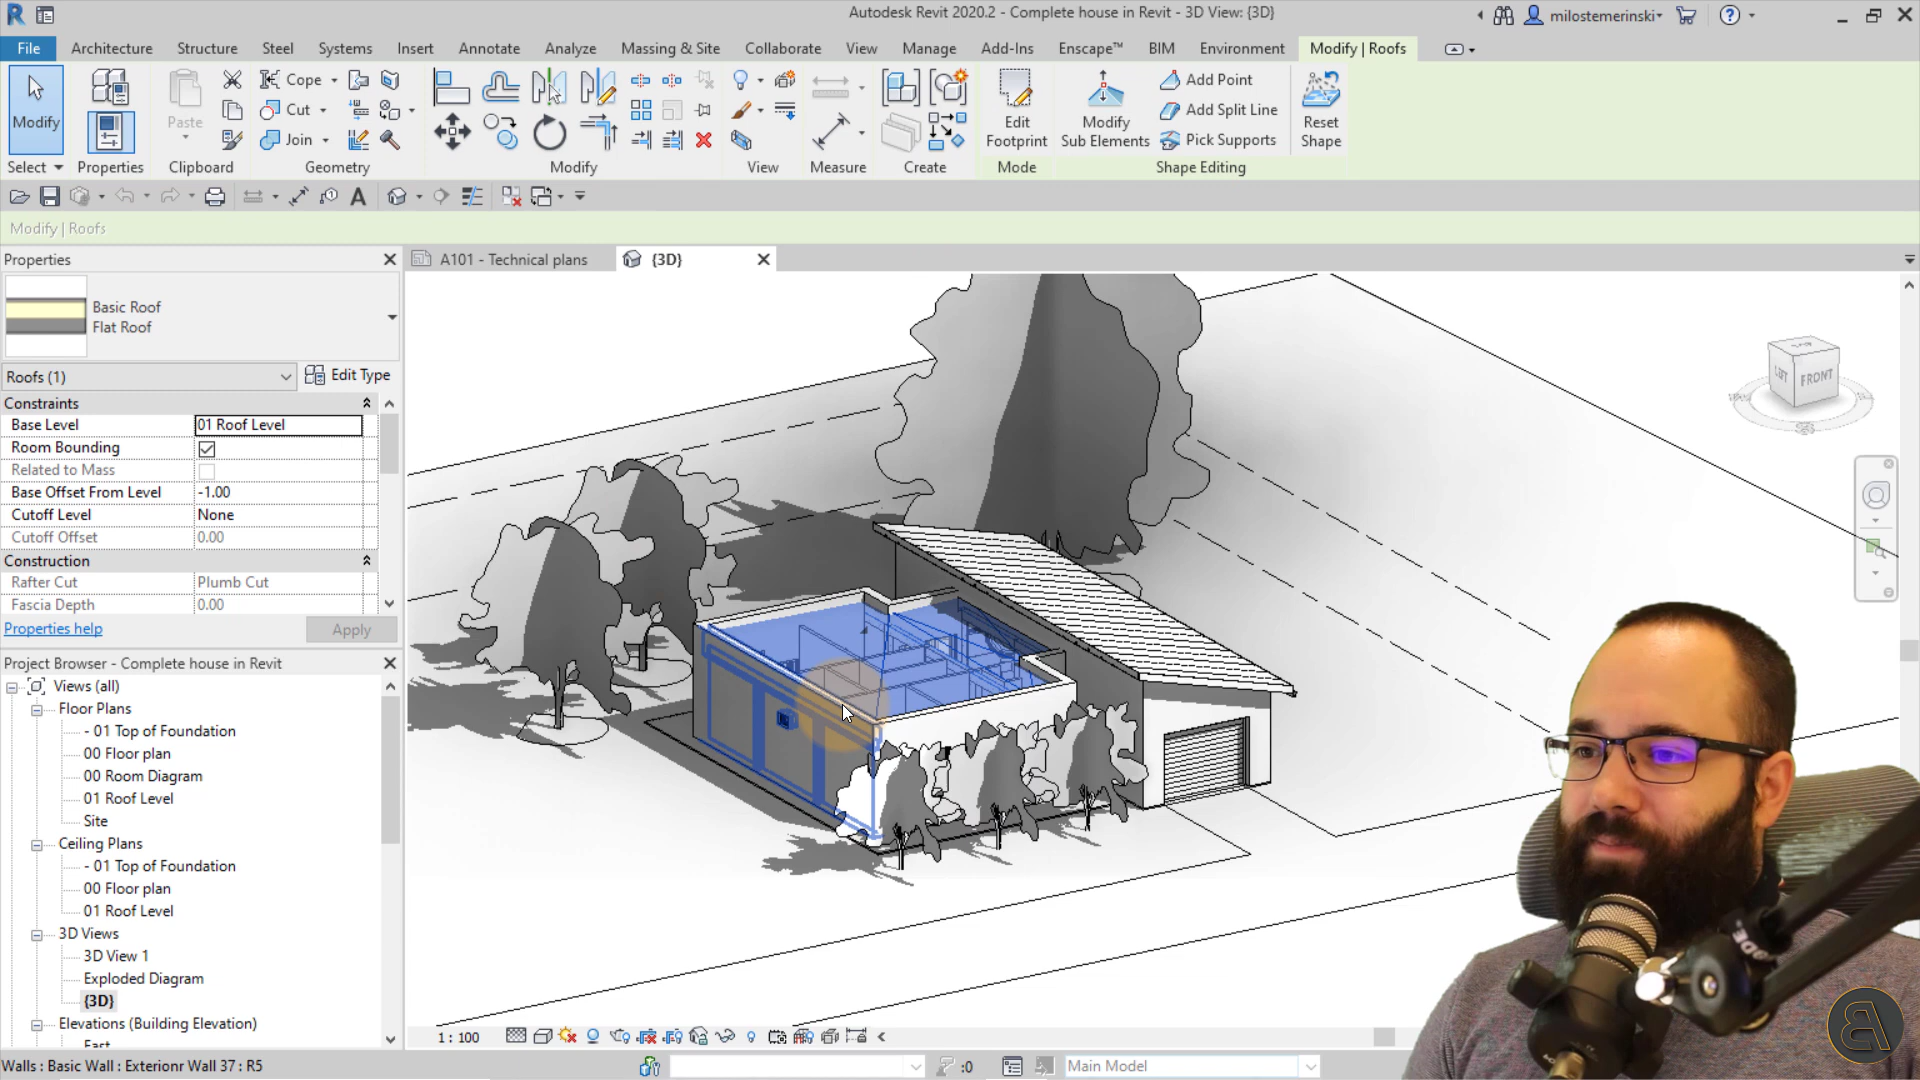 Autodesk Revit 2020.2 - Complete house in Revit - 3D View: {3D}
milostemerinski
File Architecture Structure Steel Systems Insert Annotate Analyze Massing & Site Collaborate View Manage Add-Ins Enscape™ BIM Environment Modify | Roofs
Modify
Paste
Cope
Cut
Join
Edit Footprint
Modify Sub Elements
Add Point
Add Split Line
Pick Supports
Reset Shape
Select Properties Clipboard Geometry Modify View Measure Create Mode Shape Editing
Modify | Roofs
Properties
A101 - Technical plans
{3D}
Basic Roof
Flat Roof
Roofs (1)
Edit Type
Constraints
Base Level 01 Roof Level
Room Bounding
Related to Mass
Base Offset From Level -1.00
Cutoff Level None
Cutoff Offset 0.00
Construction
Rafter Cut Plumb Cut
Fascia Depth 0.00
Properties help
Apply
Project Browser - Complete house in Revit
Views (all)
Floor Plans
- 01 Top of Foundation
00 Floor plan
00 Room Diagram
01 Roof Level
Site
Ceiling Plans
- 01 Top of Foundation
00 Floor plan
01 Roof Level
3D Views
3D View 1
Exploded Diagram
{3D}
Elevations (Building Elevation)
East
FRONT
1 : 100
Walls : Basic Wall : Exteriornr Wall 37 : R5
:0
Main Model